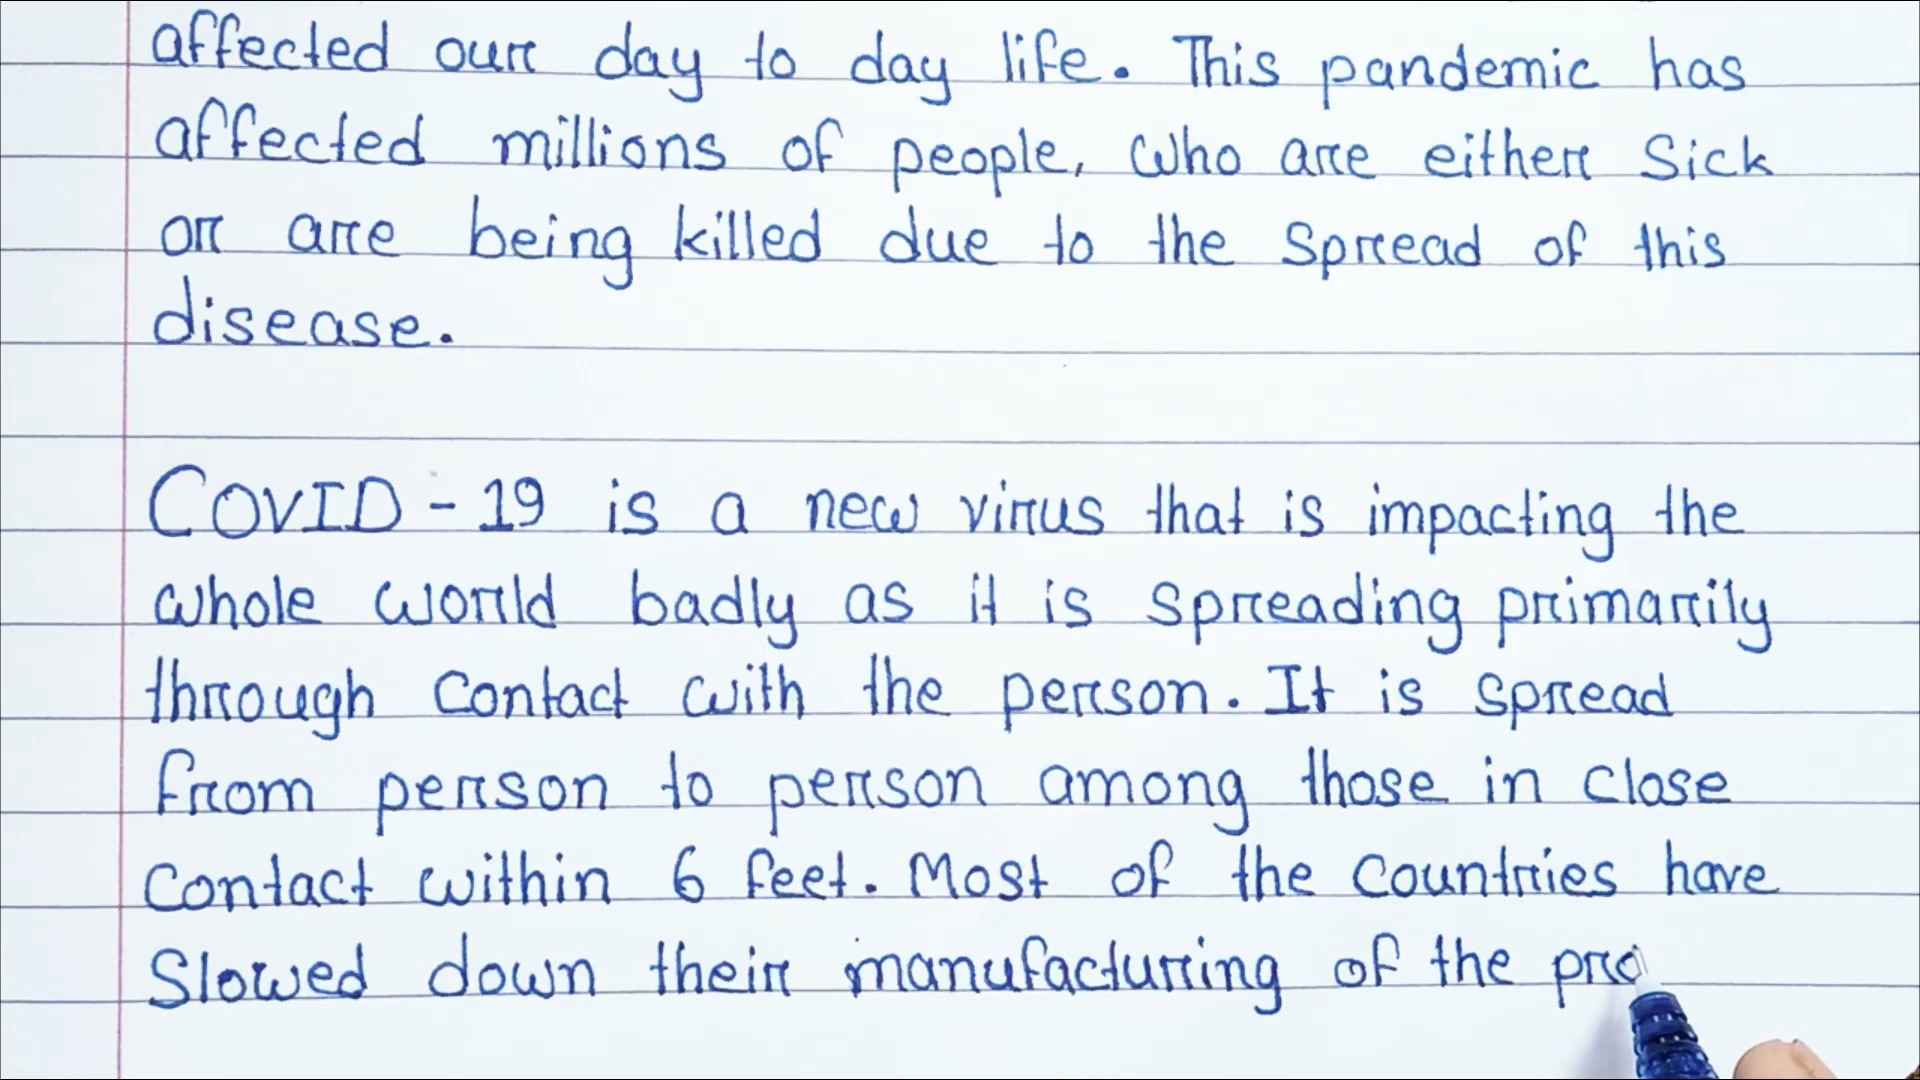 affected our day to day life. This pandemic has
affected millions of people, who are either Sick
or are being killed due to the Spread of this
disease.
COVID-19 is a new virus that is impacting the
whole world badly as it is Spreading primarily
through Contact with the person. It is Spread
from person to person among those in Close
Contact within 6 feet. Most of the Countries have
Slowed down their manufacturing of the pro